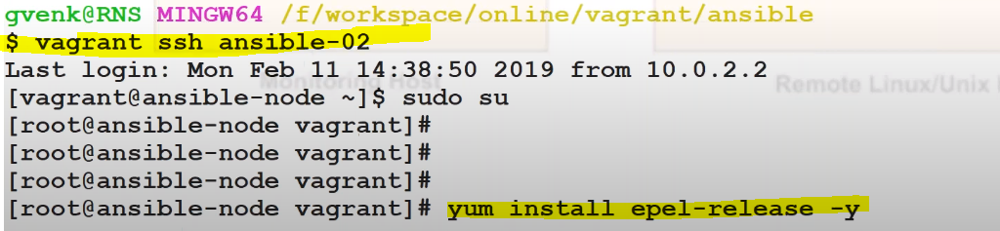 gvenk@RNS MINGW64 /f/workspace/online/vagrant/ansible
$ vagrant ssh ansible-02
Last login: Mon Feb 11 14:38:50 2019 from 10.0.2.2
Monitoring Host
Remote Linux/Unix
[vagrant@ansible-node ~]$ sudo su
[root@ansible-node vagrant]#
[root@ansible-node vagrant]#
[root@ansible-node vagrant]#
[root@ansible-node vagrant]# yum install epel-release -y